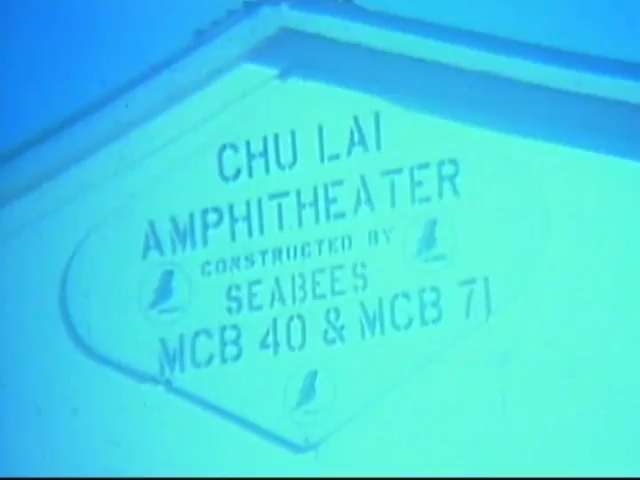 CHU LAI
AMPHITHEATER
CONSTRUCTED BY
SEABEES
MCB 40 & MCB 71